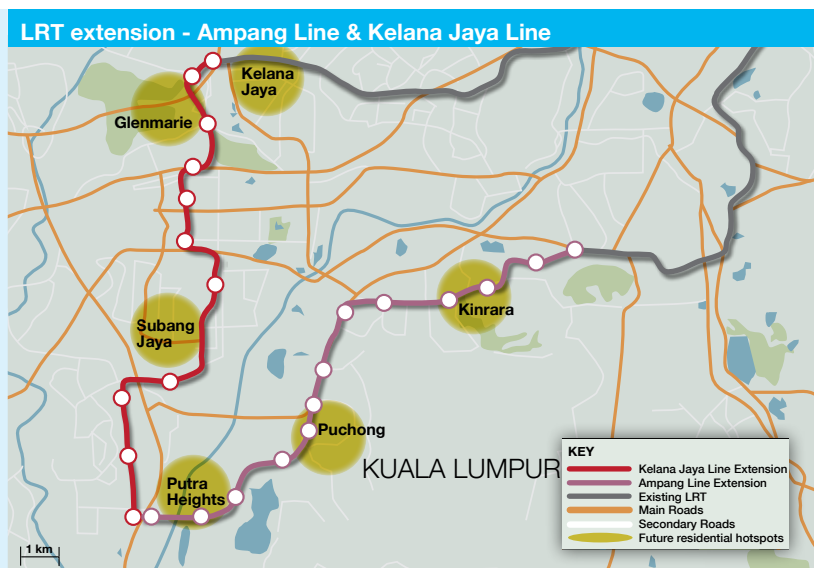 LRT extension - Ampang Line & Kelana Jaya Line
Kelana
Jaya
Glenmarie
Kinrara
Subang
Jaya
Puchong
KUALA LUMPUR
Putra
Heights
KEY
Kelana Jaya Line Extension
Ampang Line Extension
Existing LRT
Main Roads
Secondary Roads
Future residential hotspots
1 km